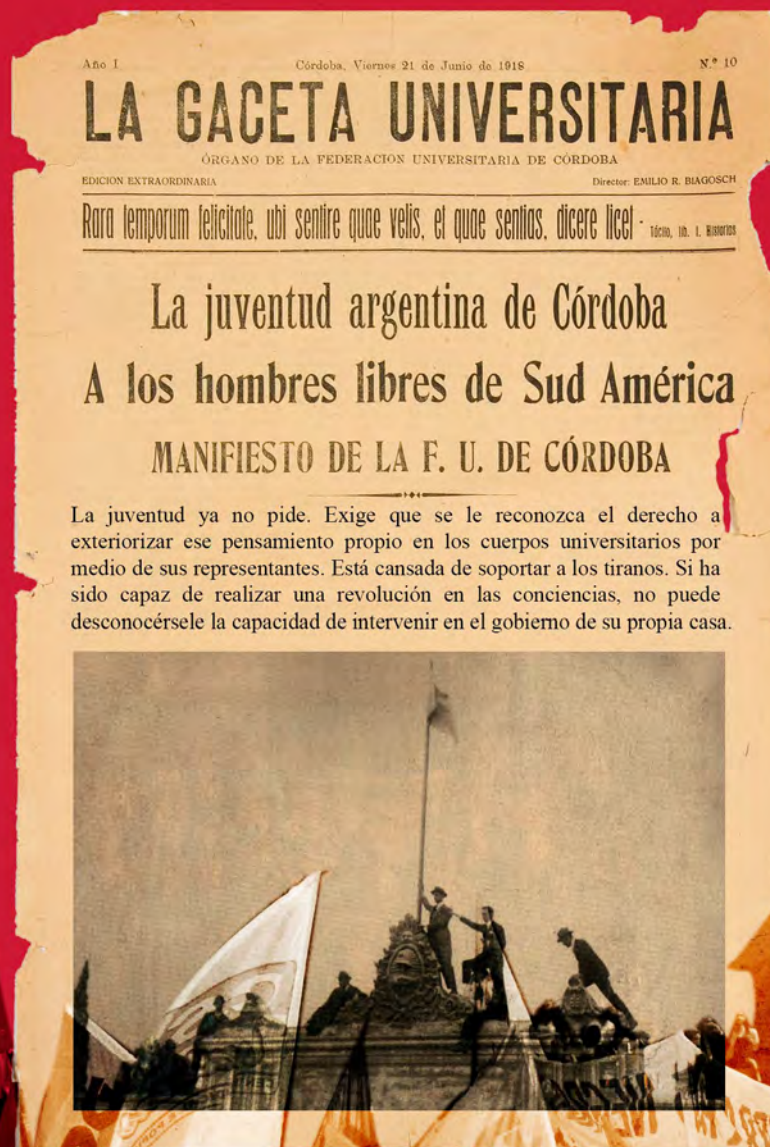 Año I Córdoba, Viernes 21 de Junio de 1918 N.º 10
LA GACETA UNIVERSITARIA
ÓRGANO DE LA FEDERACION UNIVERSITARIA DE CÓRDOBA
EDICION EXTRAORDINARIA Director: EMILIO R. BIAGOSCH
Rara temporum felicitate, ubi sentire quae velis, et quae sentias, dicere licet - Tácito, lib. I. Historias
La juventud argentina de Córdoba
A los hombres libres de Sud América
MANIFIESTO DE LA F. U. DE CÓRDOBA
La juventud ya no pide. Exige que se le reconozca el derecho a
exteriorizar ese pensamiento propio en los cuerpos universitarios por
medio de sus representantes. Está cansada de soportar a los tiranos. Si ha
sido capaz de realizar una revolución en las conciencias, no puede
desconocérsele la capacidad de intervenir en el gobierno de su propia casa.